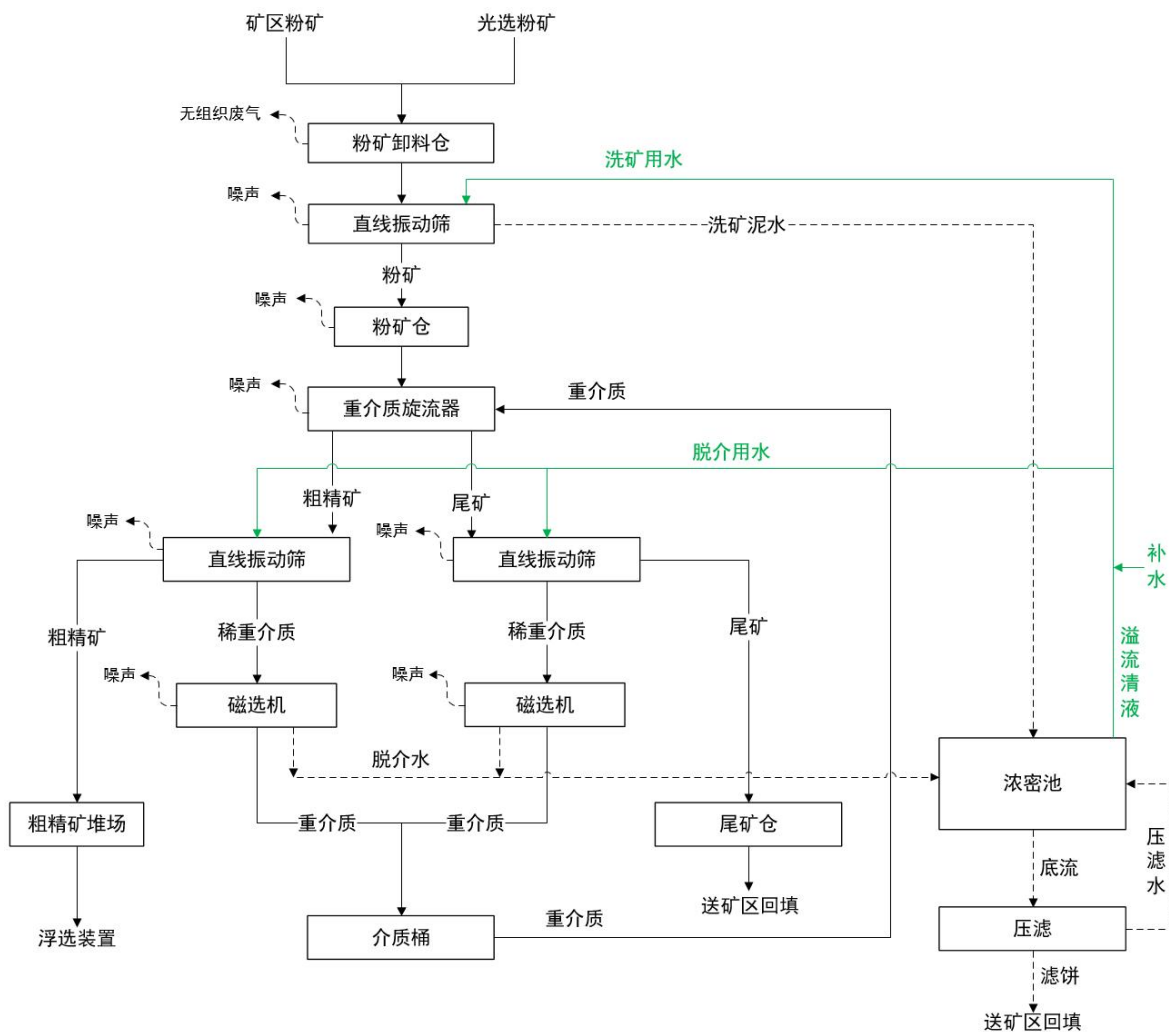 矿区粉矿
光选粉矿
无组织废气
粉矿卸料仓
洗矿用水
噪声
直线振动筛
洗矿泥水
粉矿
噪声
粉矿仓
噪声
重介质旋流器
重介质
脱介用水
粗精矿
尾矿
噪声
直线振动筛
噪声
直线振动筛
补水
粗精矿
稀重介质
稀重介质
尾矿
溢流清液
噪声
磁选机
噪声
磁选机
脱介水
浓密池
粗精矿堆场
重介质
重介质
尾矿仓
压滤水
底流
浮选装置
介质桶
重介质
送矿区回填
压滤
滤饼
送矿区回填